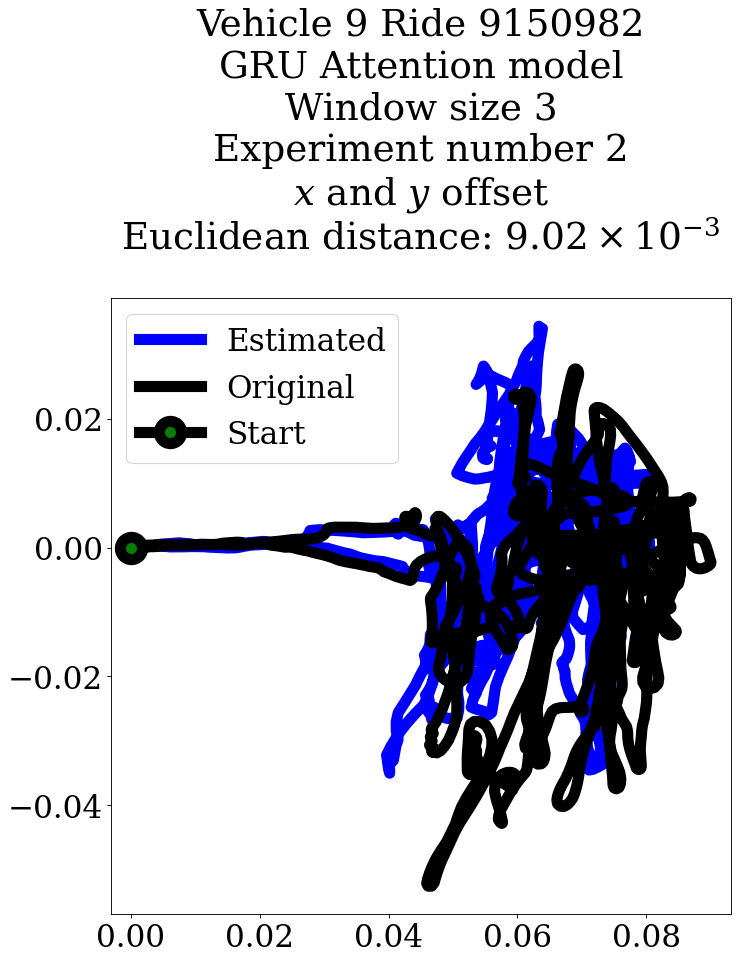 Vehicle 9 Ride 9150982
GRU Attention model
Window size 3
Experiment number 2
x and y offset
Euclidean distance: 9.02 × 10⁻³
Estimated
Original
Start
0.02
0.00
−0.02
−0.04
0.00 0.02 0.04 0.06 0.08